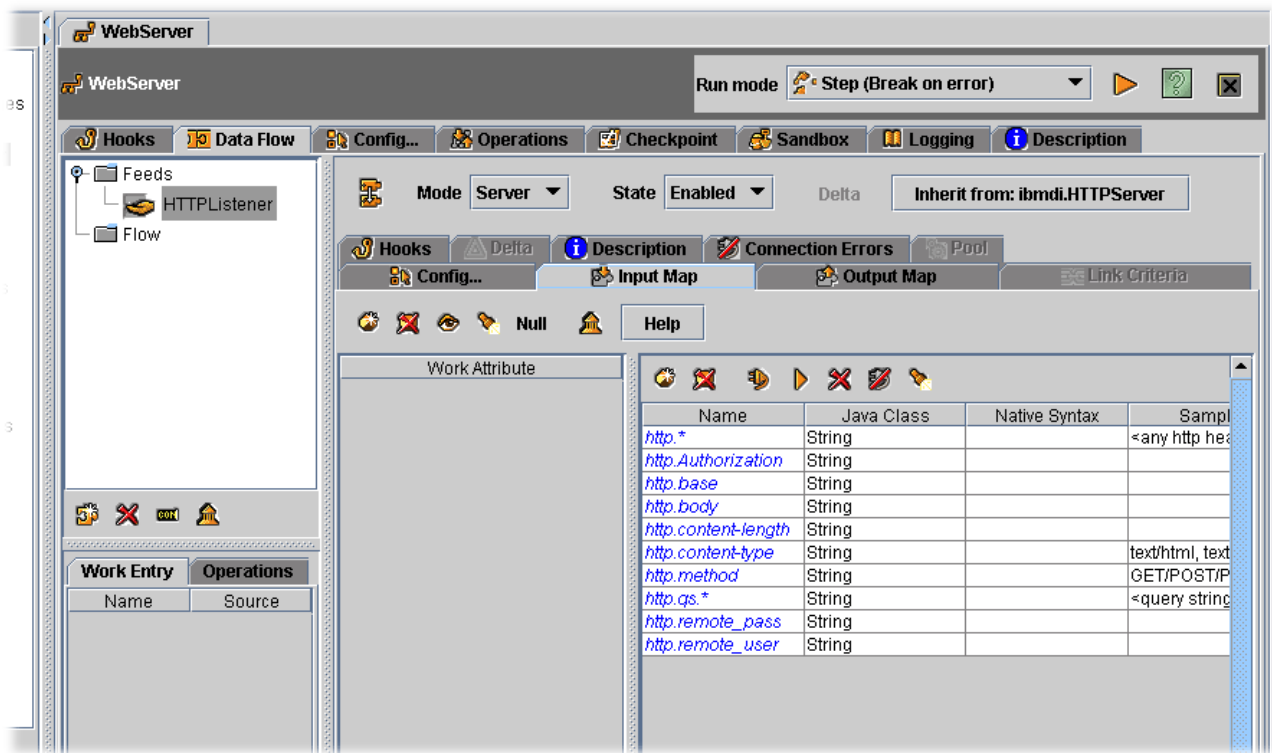 WebServer
WebServer
Run mode Step (Break on error)
es
Hooks Data Flow Config... Operations Checkpoint Sandbox Logging Description
Feeds
HTTPListener
Flow
Mode Server State Enabled Delta Inherit from: ibmdi.HTTPServer
Hooks Delta Description Connection Errors Pool
Config... Input Map Output Map Link Criteria
Null Help
Work Attribute
Name Java Class Native Syntax Sampl
http.* String <any http hea
http.Authorization String
http.base String
http.body String
http.content-length String
http.content-type String text/html, text
http.method String GET/POST/P
http.qs.* String <query string
http.remote_pass String
http.remote_user String
CON
Work Entry Operations
Name Source